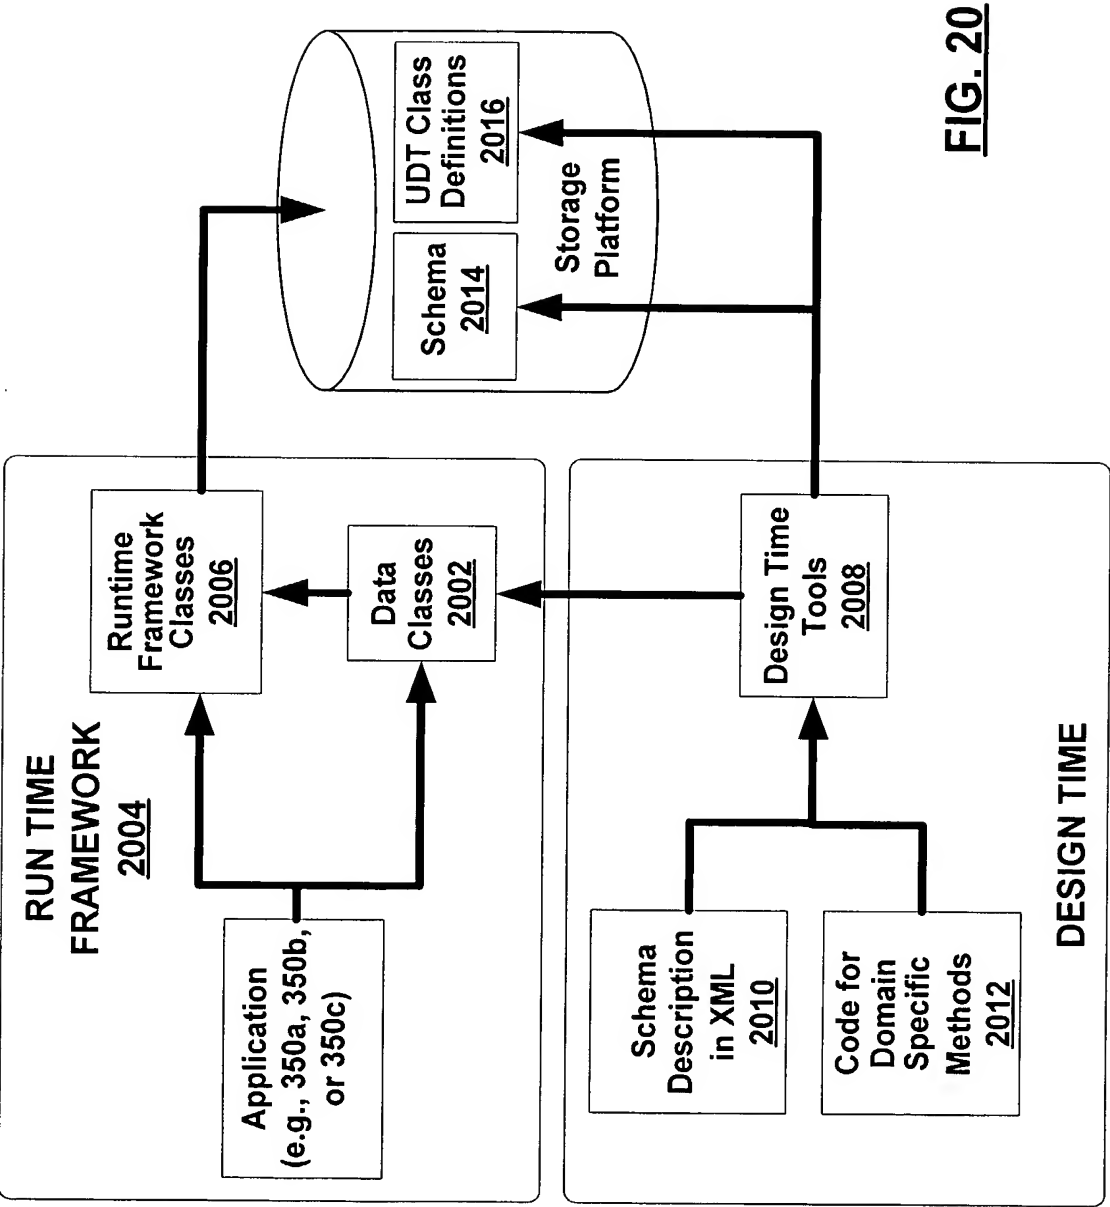 RUN TIME
FRAMEWORK
2004
Application
(e.g., 350a, 350b,
or 350c)
Runtime
Framework
Classes
2006
Data
Classes
2002
Schema
2014
UDT Class
Definitions
2016
Storage
Platform
Schema
Description
in XML
2010
Code for
Domain
Specific
Methods
2012
Design Time
Tools
2008
DESIGN TIME
FIG. 20